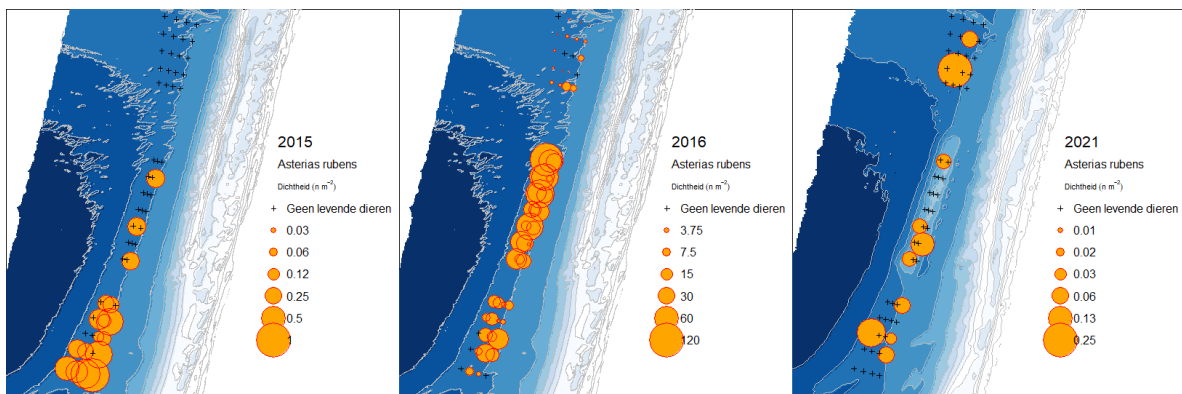 2015
Asterias rubens
Dichtheid (n m⁻²)
Geen levende dieren
0.03
0.06
0.12
0.25
0.5
1
2016
Asterias rubens
Dichtheid (n m⁻²)
Geen levende dieren
3.75
7.5
15
30
60
120
2021
Asterias rubens
Dichtheid (n m⁻²)
Geen levende dieren
0.01
0.02
0.03
0.06
0.13
0.25